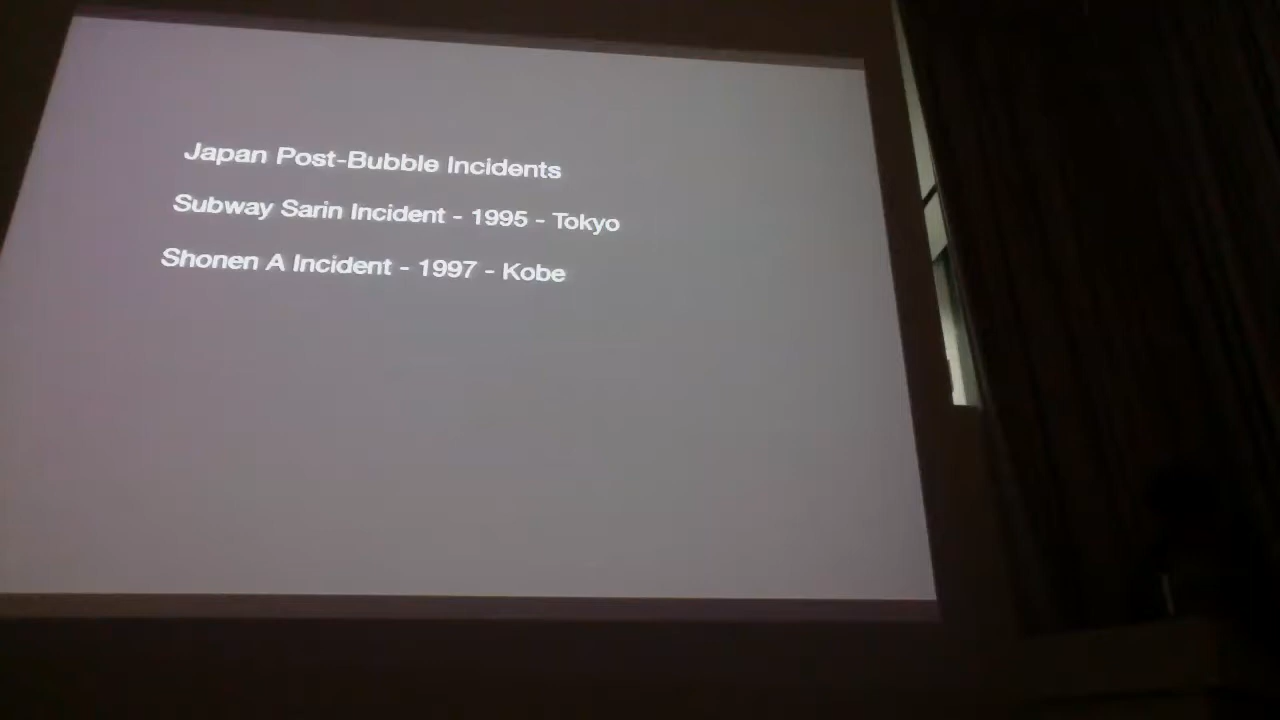 Japan Post-Bubble Incidents
Subway Sarin Incident - 1995 - Tokyo
Shonen A Incident - 1997 - Kobe